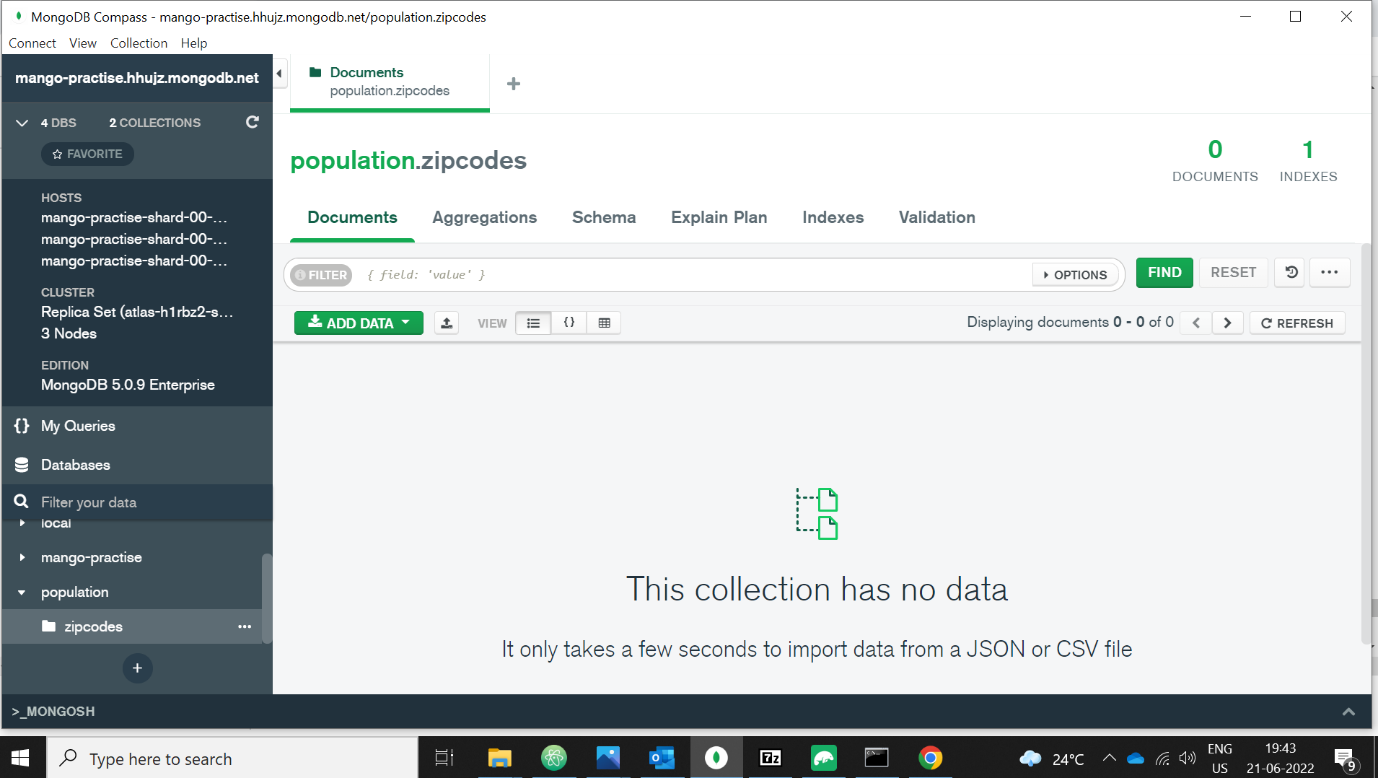 MongoDB Compass - mango-practise.hhujz.mongodb.net/population.zipcodes
Connect View Collection Help
mango-practise.hhujz.mongodb.net
4 DBS 2 COLLECTIONS
FAVORITE
HOSTS
mango-practise-shard-00-...
mango-practise-shard-00-...
mango-practise-shard-00-...
CLUSTER
Replica Set (atlas-h1rbz2-s...
3 Nodes
EDITION
MongoDB 5.0.9 Enterprise
{} My Queries
Databases
Filter your data
local
mango-practise
population
zipcodes
...
+
Documents
population.zipcodes
+
population.zipcodes
0
DOCUMENTS
1
INDEXES
Documents Aggregations Schema Explain Plan Indexes Validation
FILTER { field: 'value' } OPTIONS FIND RESET ...
ADD DATA VIEW {} Displaying documents 0 - 0 of 0 < > REFRESH
This collection has no data
It only takes a few seconds to import data from a JSON or CSV file
>_MONGOSH
Type here to search
7z
24°C
ENG
US
19:43
21-06-2022
9